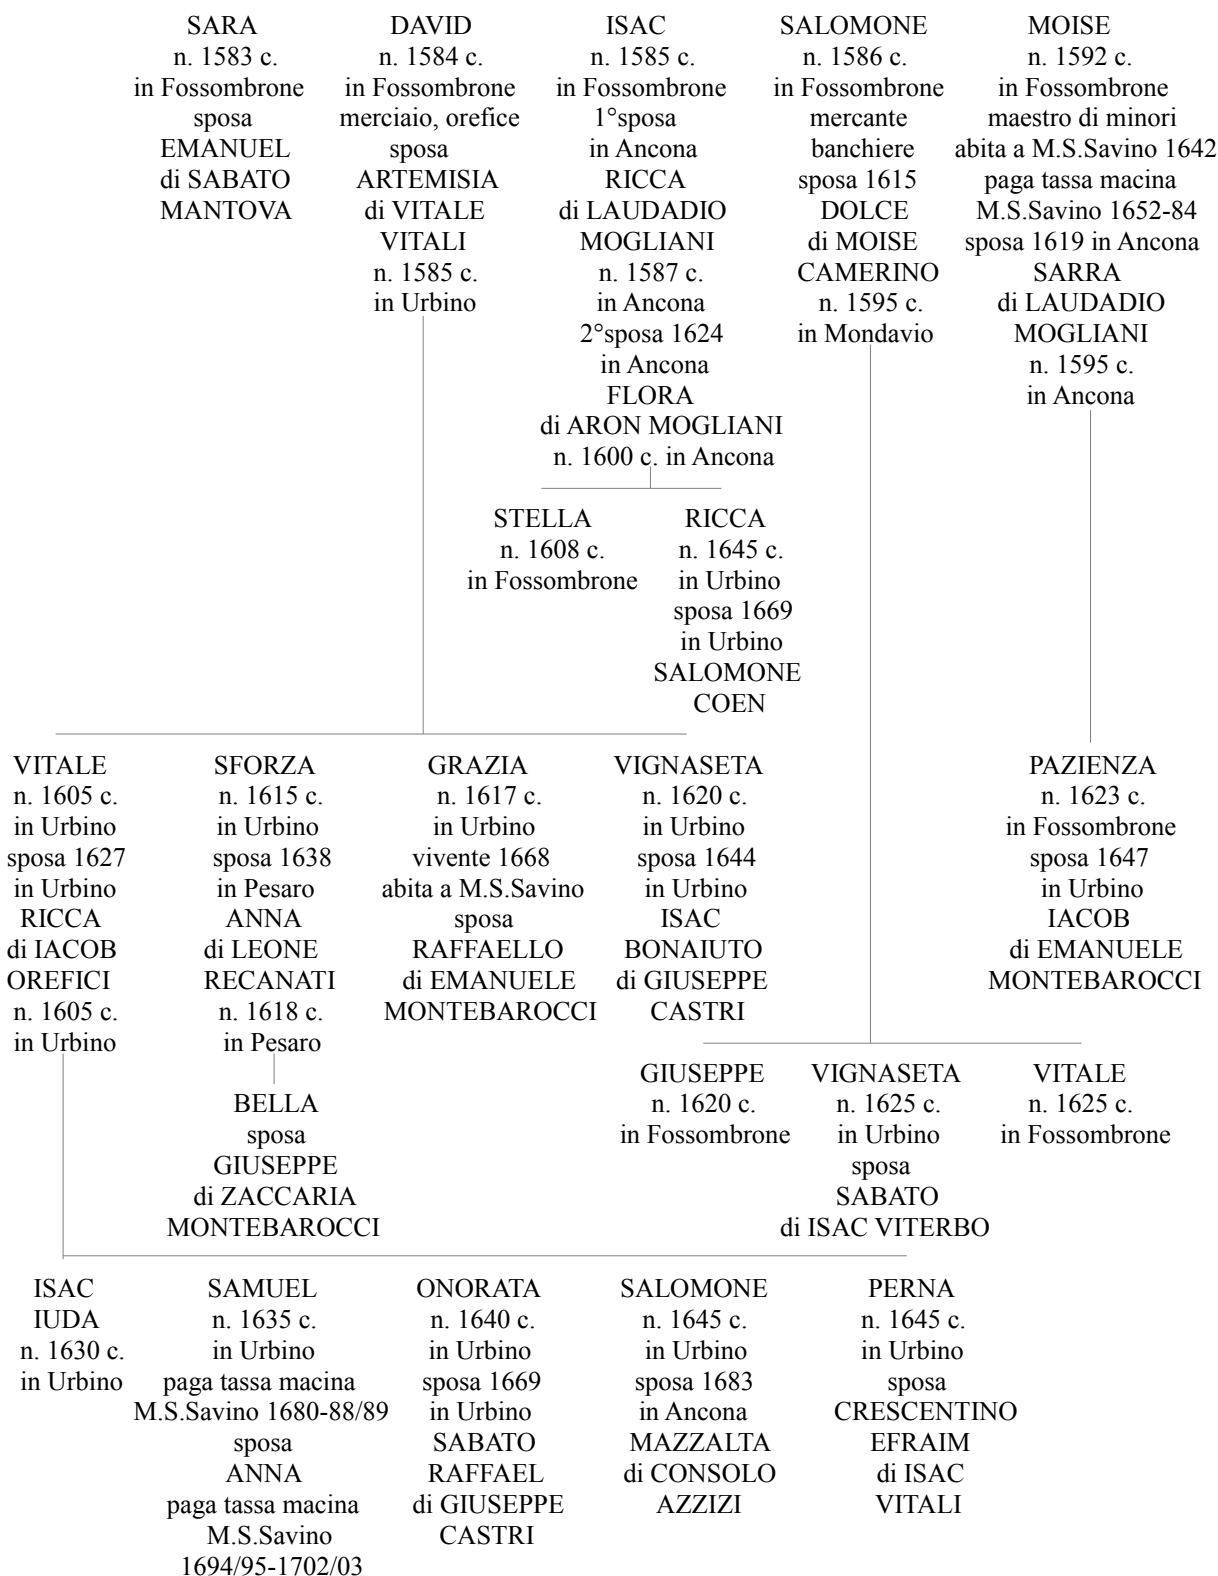 SARA
n. 1583 c.
in Fossombrone
sposa
EMANUEL
di SABATO
MANTOVA
DAVID
n. 1584 c.
in Fossombrone
merciaio, orefice
sposa
ARTEMISIA
di VITALE
VITALI
n. 1585 c.
in Urbino
ISAC
n. 1585 c.
in Fossombrone
1°sposa
in Ancona
RICCA
di LAUDADIO
MOGLIANI
n. 1587 c.
in Ancona
2°sposa 1624
in Ancona
FLORA
di ARON MOGLIANI
n. 1600 c. in Ancona
SALOMONE
n. 1586 c.
in Fossombrone
mercante
banchiere
sposa 1615
DOLCE
di MOISE
CAMERINO
n. 1595 c.
in Mondavio
MOISE
n. 1592 c.
in Fossombrone
maestro di minori
abita a M.S.Savino 1642
paga tassa macina
M.S.Savino 1652-84
sposa 1619 in Ancona
SARRA
di LAUDADIO
MOGLIANI
n. 1595 c.
in Ancona
STELLA
n. 1608 c.
in Fossombrone
RICCA
n. 1645 c.
in Urbino
sposa 1669
in Urbino
SALOMONE
COEN
VITALE
n. 1605 c.
in Urbino
sposa 1627
in Urbino
RICCA
di IACOB
OREFICI
n. 1605 c.
in Urbino
SFORZA
n. 1615 c.
in Urbino
sposa 1638
in Pesaro
ANNA
di LEONE
RECANATI
n. 1618 c.
in Pesaro
GRAZIA
n. 1617 c.
in Urbino
vivente 1668
abita a M.S.Savino
sposa
RAFFAELLO
di EMANUELE
MONTEBAROCCI
VIGNASETA
n. 1620 c.
in Urbino
sposa 1644
in Urbino
ISAC
BONAIUTO
di GIUSEPPE
CASTRI
PAZIENZA
n. 1623 c.
in Fossombrone
sposa 1647
in Urbino
IACOB
di EMANUELE
MONTEBAROCCI
BELLA
sposa
GIUSEPPE
di ZACCARIA
MONTEBAROCCI
GIUSEPPE
n. 1620 c.
in Fossombrone
VIGNASETA
n. 1625 c.
in Urbino
sposa
SABATO
di ISAC VITERBO
VITALE
n. 1625 c.
in Fossombrone
ISAC
IUDA
n. 1630 c.
in Urbino
SAMUEL
n. 1635 c.
in Urbino
paga tassa macina
M.S.Savino 1680-88/89
sposa
ANNA
paga tassa macina
M.S.Savino
1694/95-1702/03
ONORATA
n. 1640 c.
in Urbino
sposa 1669
in Urbino
SABATO
RAFFAEL
di GIUSEPPE
CASTRI
SALOMONE
n. 1645 c.
in Urbino
sposa 1683
in Ancona
MAZZALTA
di CONSOLO
AZZIZI
PERNA
n. 1645 c.
in Urbino
sposa
CRESCENTINO
EFRAIM
di ISAC
VITALI